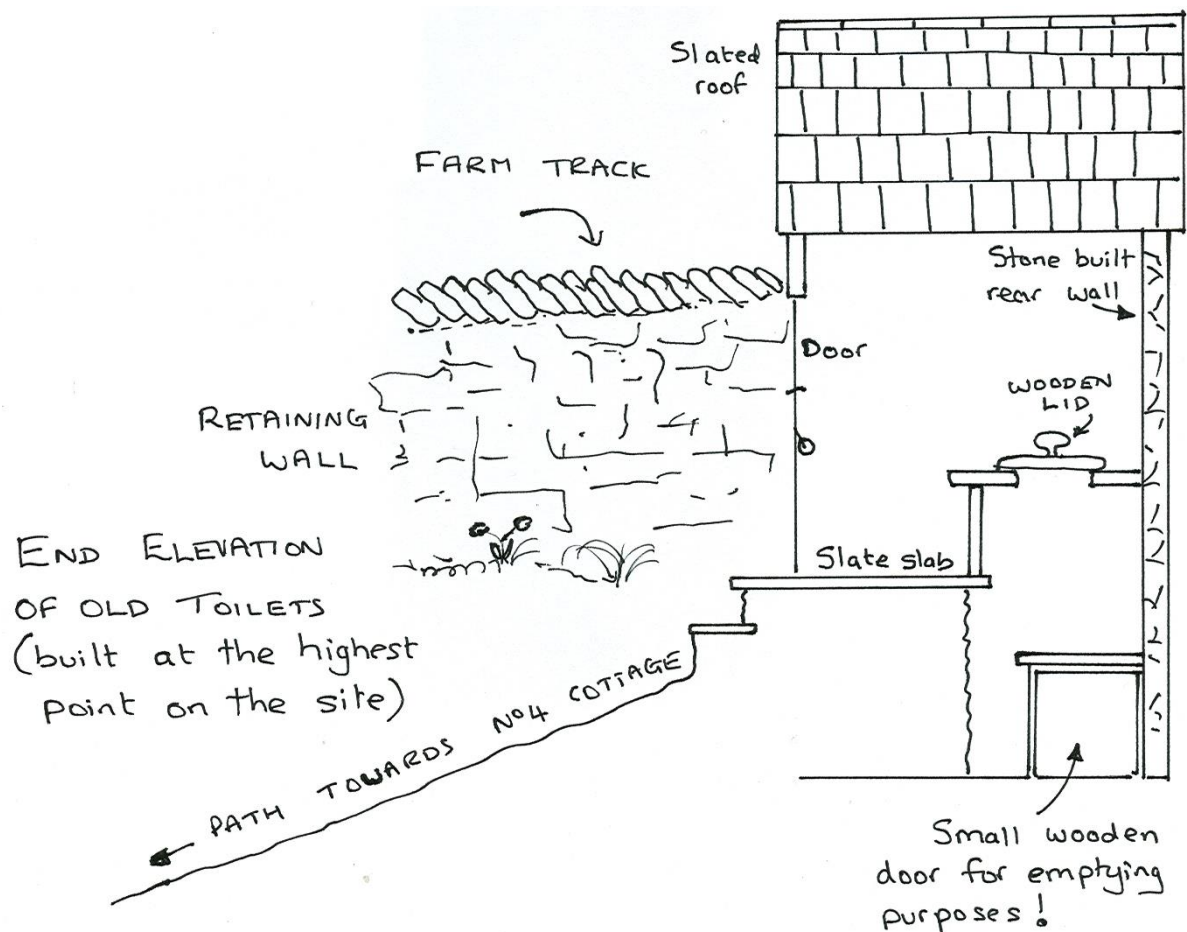 Slated
roof
FARM TRACK
Stone built
rear wall
Door
WOODEN
LID
RETAINING
WALL
Slate slab
END ELEVATION
OF OLD TOILETS
(built at the highest
point on the site)
PATH TOWARDS Nº4 COTTAGE
Small wooden
door for emptying
purposes!